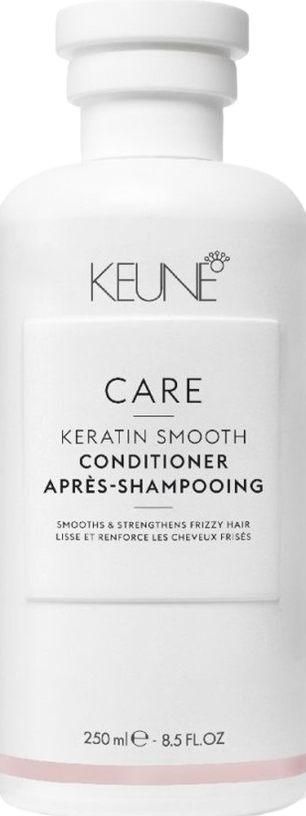 KEUNE
CARE
KERATIN SMOOTH
CONDITIONER
APRÈS-SHAMPOOING
SMOOTHS & STRENGTHENS FRIZZY HAIR
LISSE ET RENFORCE LES CHEVEUX FRISÉS
250 ml ℮ - 8.5 FL.OZ